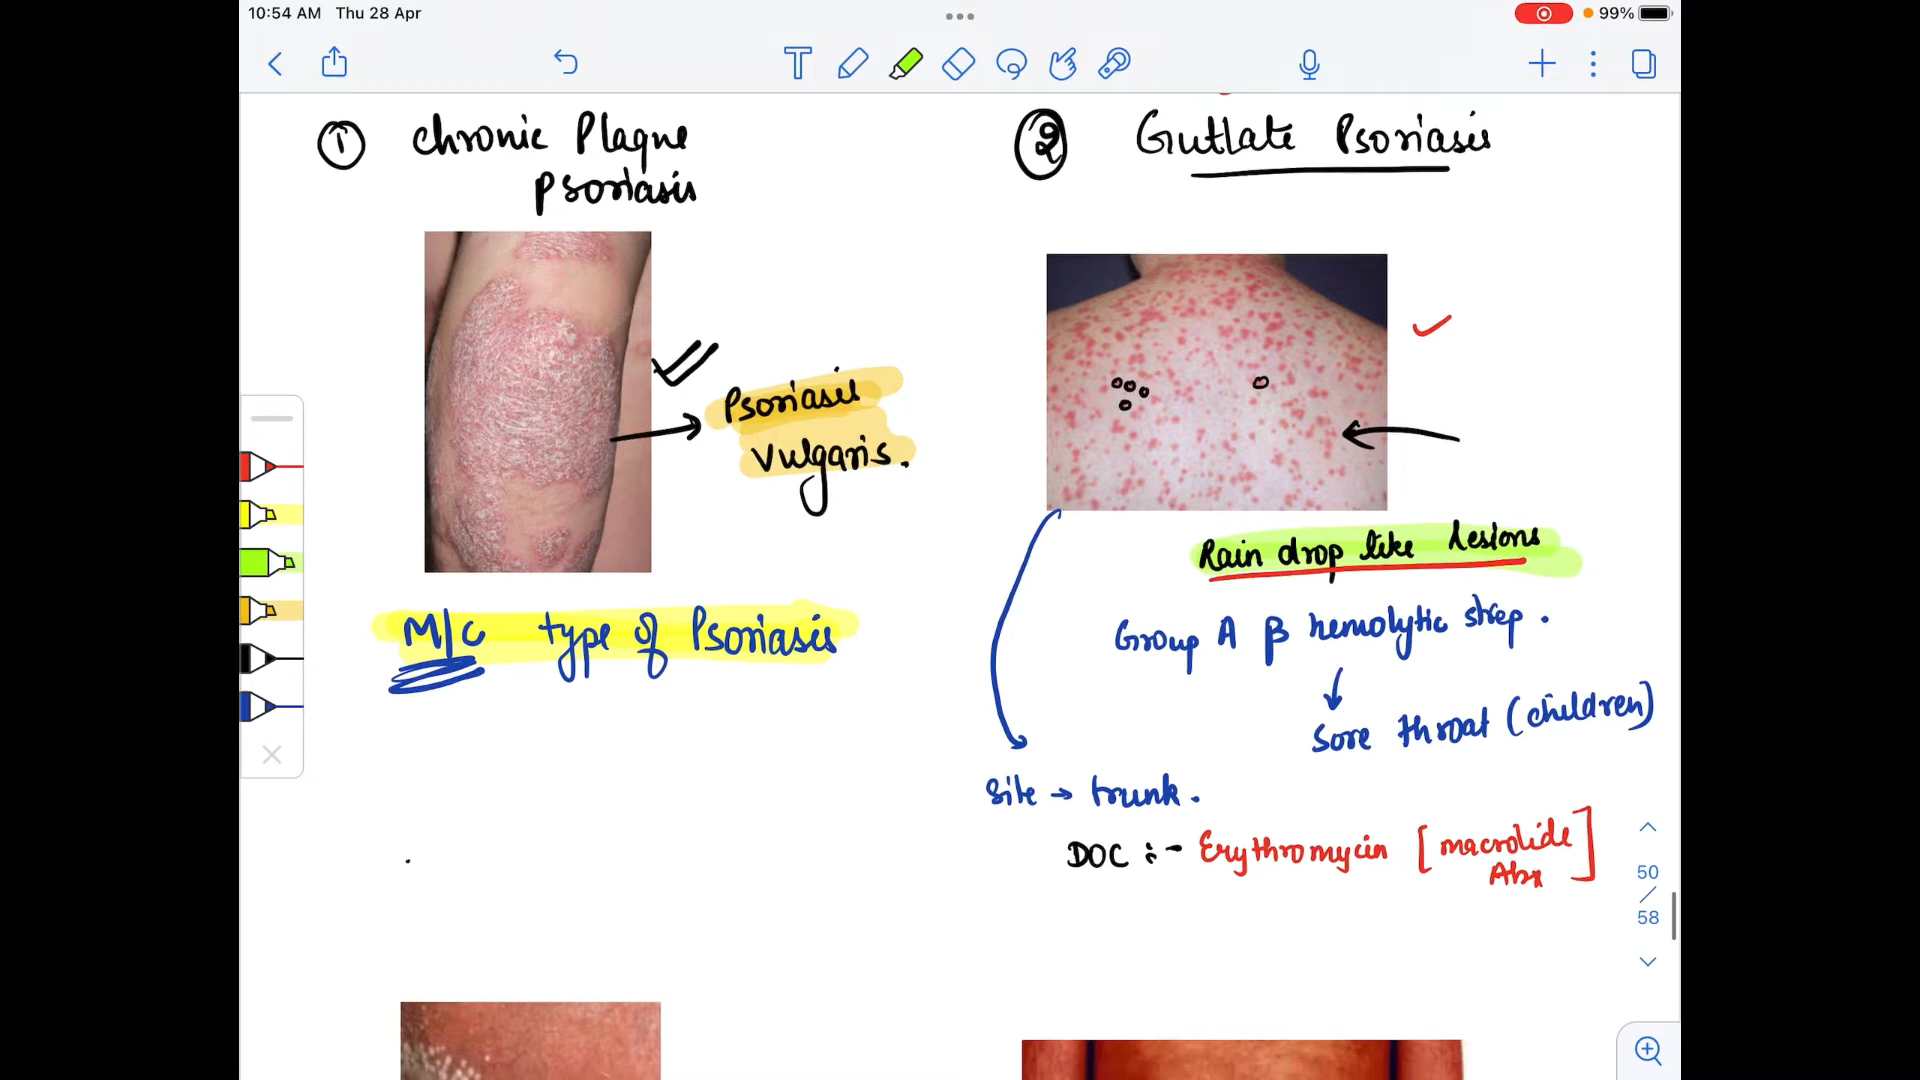 10:54 AM Thu 28 Apr
99%
T
① Chronic Plaque
Psoriasis
② Guttate Psoriasis
Psoriasis
Vulgaris.
Rain drop like lesions
M/C type of Psoriasis
Group A β hemolytic strep.
↓
Sore throat (children)
Site → trunk.
DOC :- Erythromycin [macrolide
Abx]
50
/
58